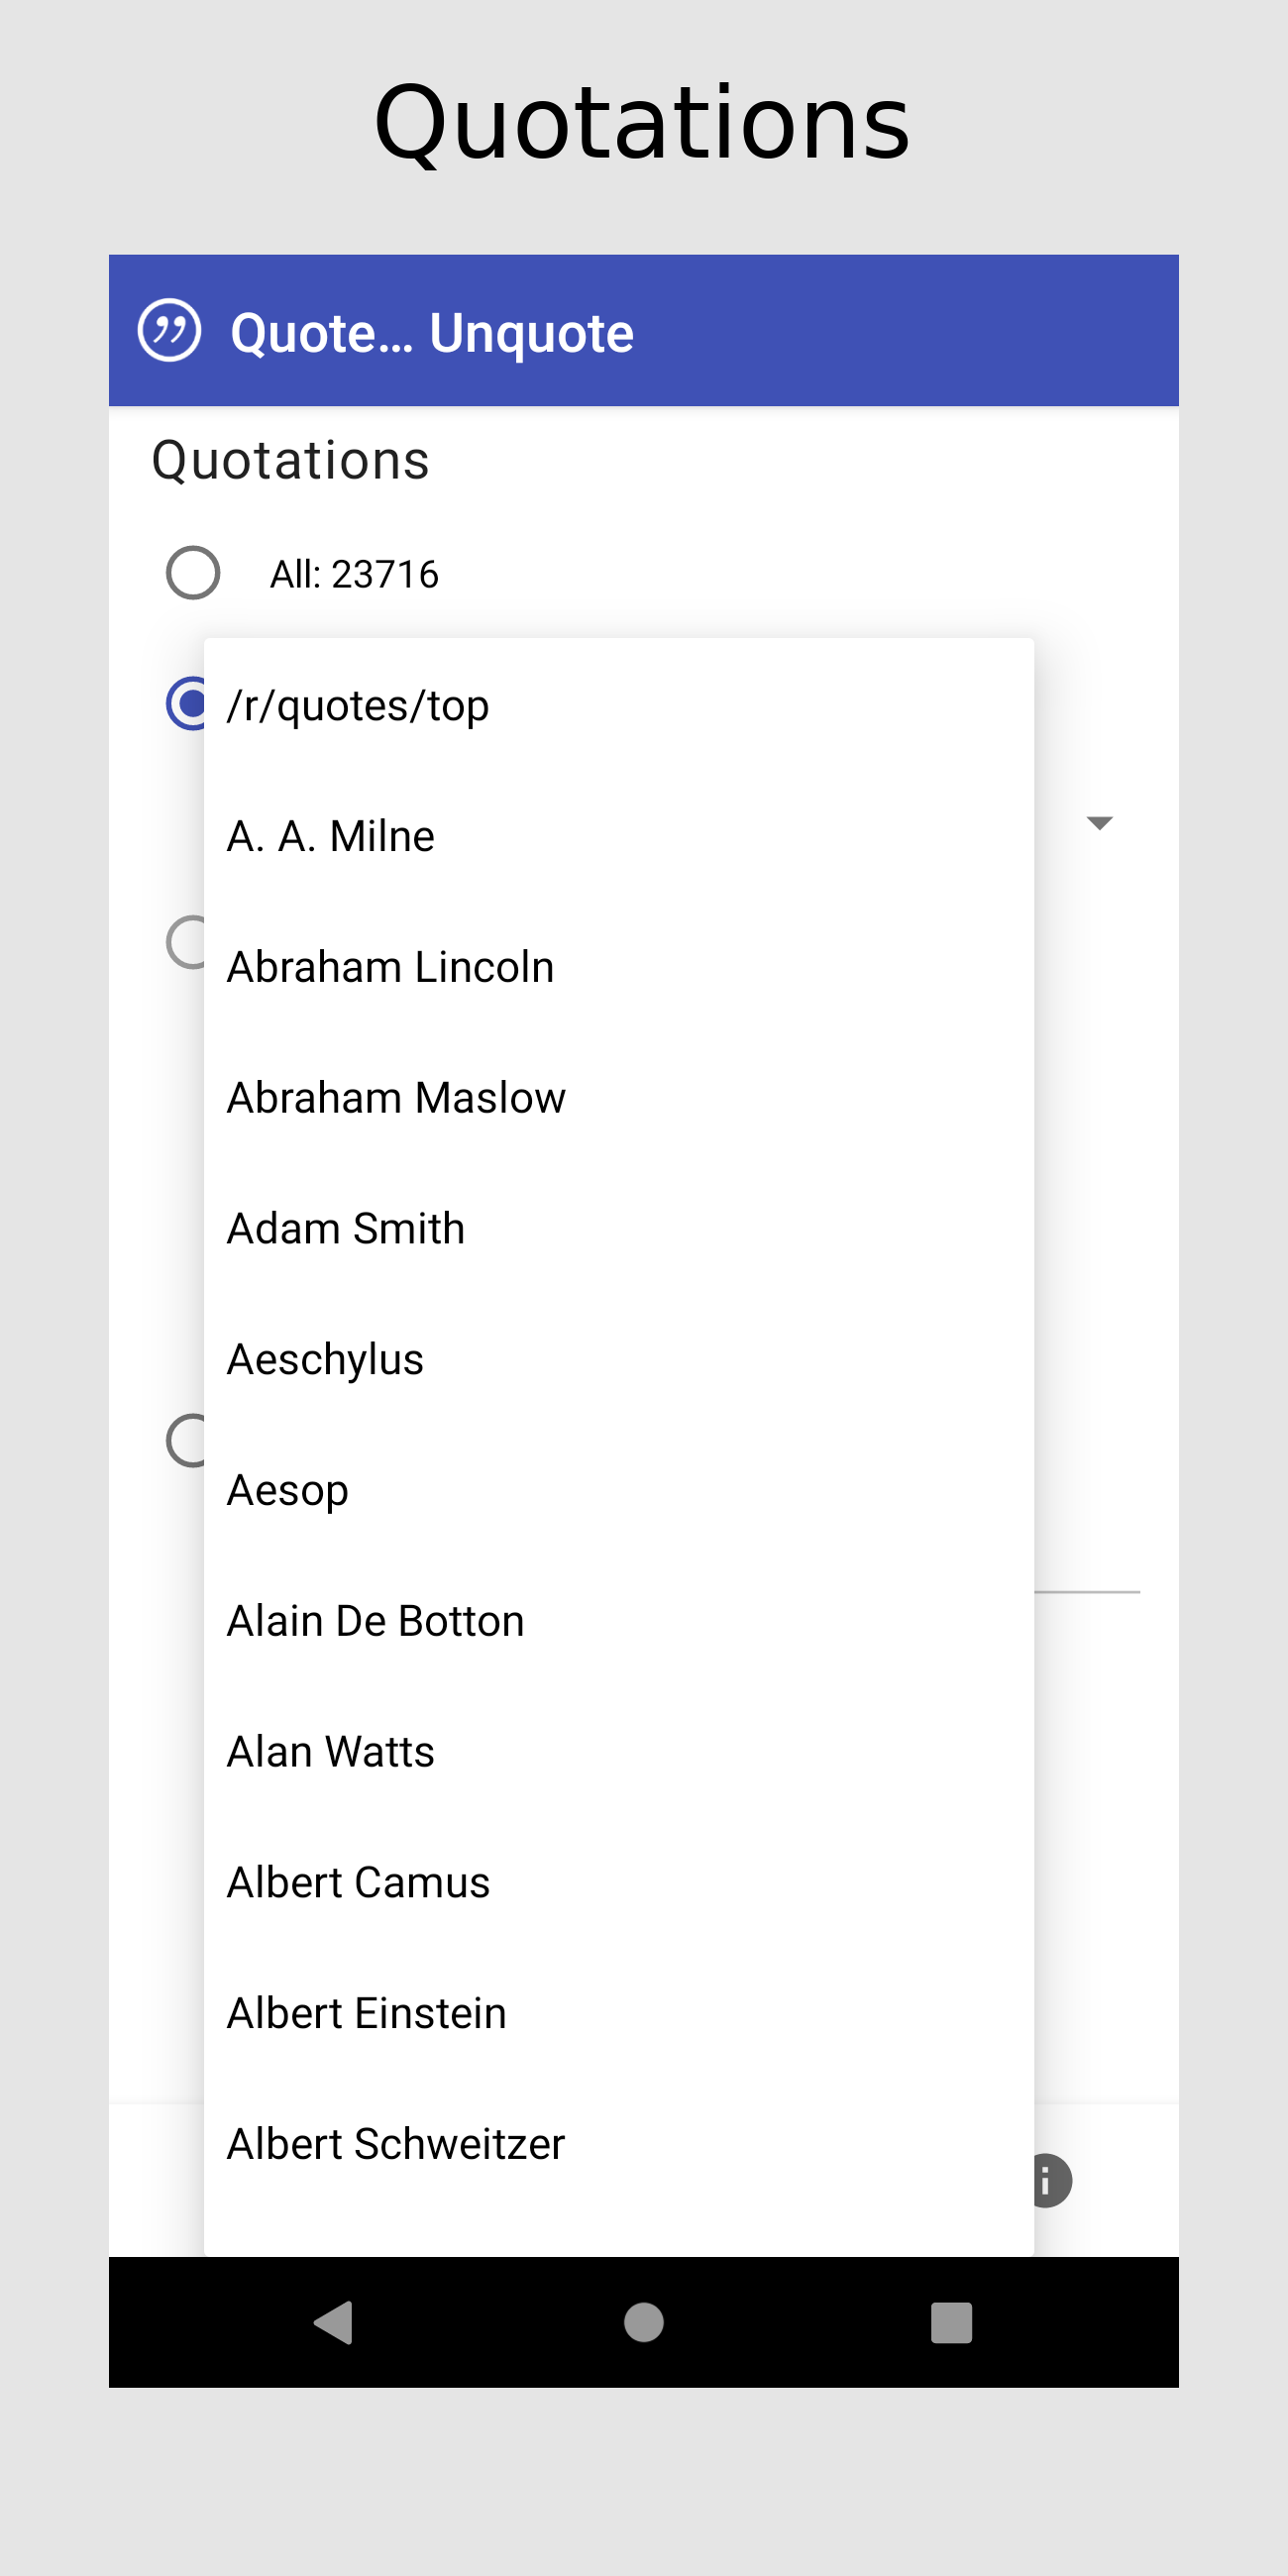 Quotations
Quote... Unquote
Quotations
All: 23716
/r/quotes/top
A. A. Milne
Abraham Lincoln
Abraham Maslow
Adam Smith
Aeschylus
Aesop
Alain De Botton
Alan Watts
Albert Camus
Albert Einstein
Albert Schweitzer